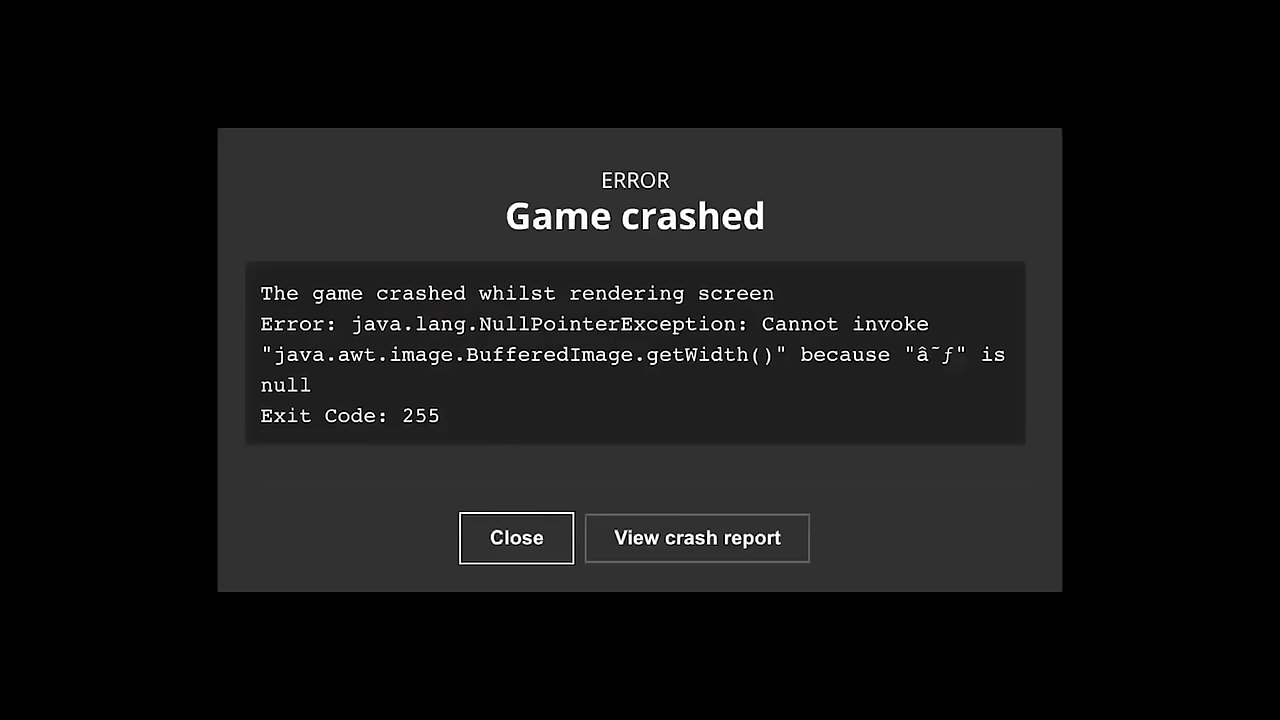 ERROR
Game crashed
The game crashed whilst rendering screen
Error: java.lang.NullPointerException: Cannot invoke
"java.awt.image.BufferedImage.getWidth()" because "â˜ƒ" is
null
Exit Code: 255
Close
View crash report